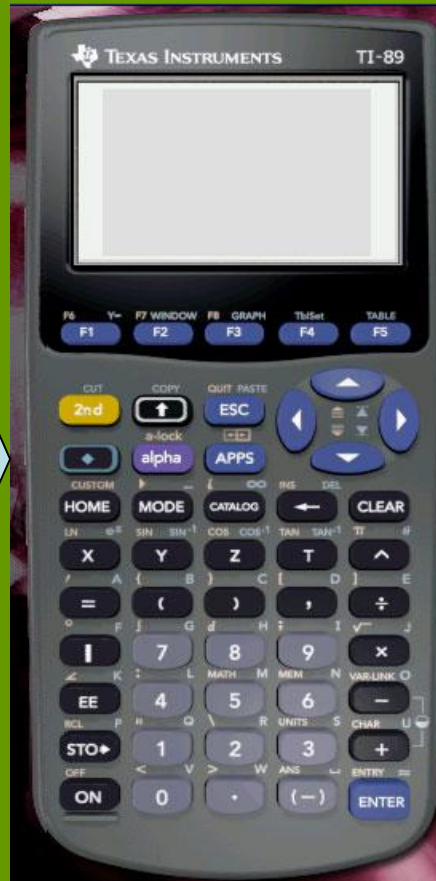 TEXAS INSTRUMENTS TI-89
F6 Y= F7 WINDOW F8 GRAPH TblSet TABLE
F1 F2 F3 F4 F5
CUT COPY QUIT PASTE
2nd ESC
a-lock
alpha APPS
CUSTOM INS DEL
HOME MODE CATALOG ← CLEAR
LN SIN SIN⁻¹ COS COS⁻¹ TAN TAN⁻¹ π
X Y Z T ^
A { B } C [ D ] E
= ( ) , ÷
° F ∫ G d H ; I √ J
| 7 8 9 ×
∠ K : L MATH M MEM N VAR-LINK O
EE 4 5 6 −
RCL P " Q \ R UNITS S CHAR U
STO▶ 1 2 3 +
OFF < V > W ANS ENTRY
ON 0 . (−) ENTER